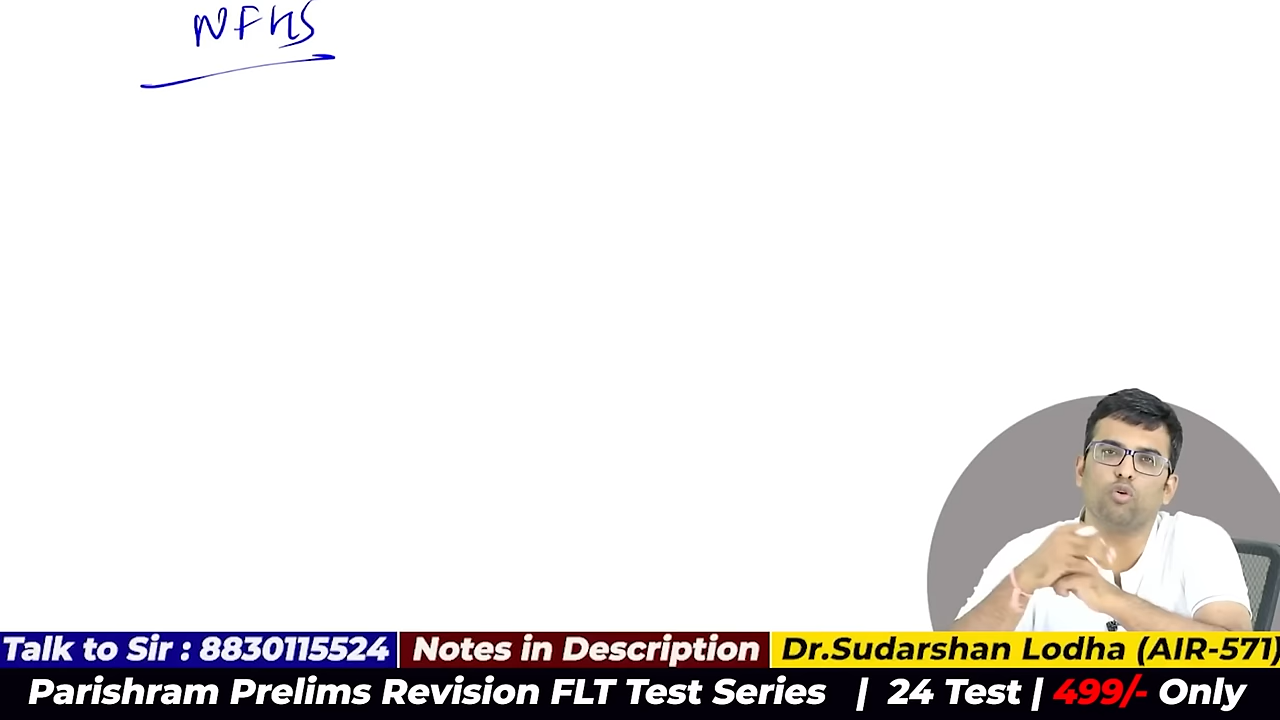 NFHS
Talk to Sir : 8830115524 Notes in Description Dr.Sudarshan Lodha (AIR-571)
Parishram Prelims Revision FLT Test Series | 24 Test | 499/- Only